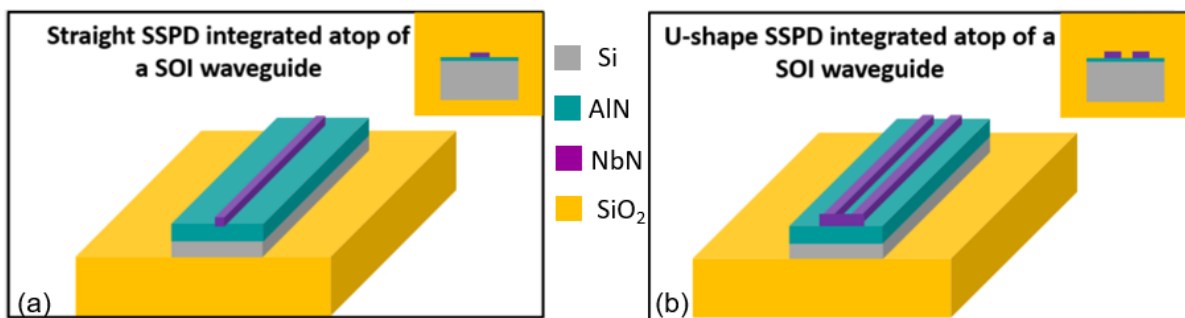 Straight SSPD integrated atop of
a SOI waveguide
(a)
Si
AlN
NbN
SiO₂
U-shape SSPD integrated atop of a
SOI waveguide
(b)